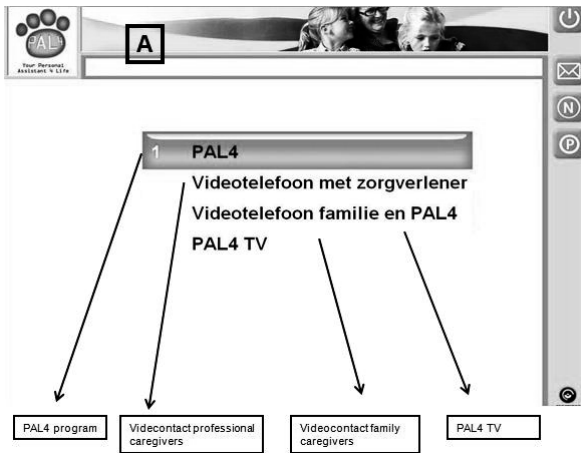 PAL4
Your Personal
Assistant 4 Life
A
N
P
1 PAL4
Videotelefoon met zorgverlener
Videotelefoon familie en PAL4
PAL4 TV
PAL4 program
Videcontact professional
caregivers
Videocontact family
caregivers
PAL4 TV